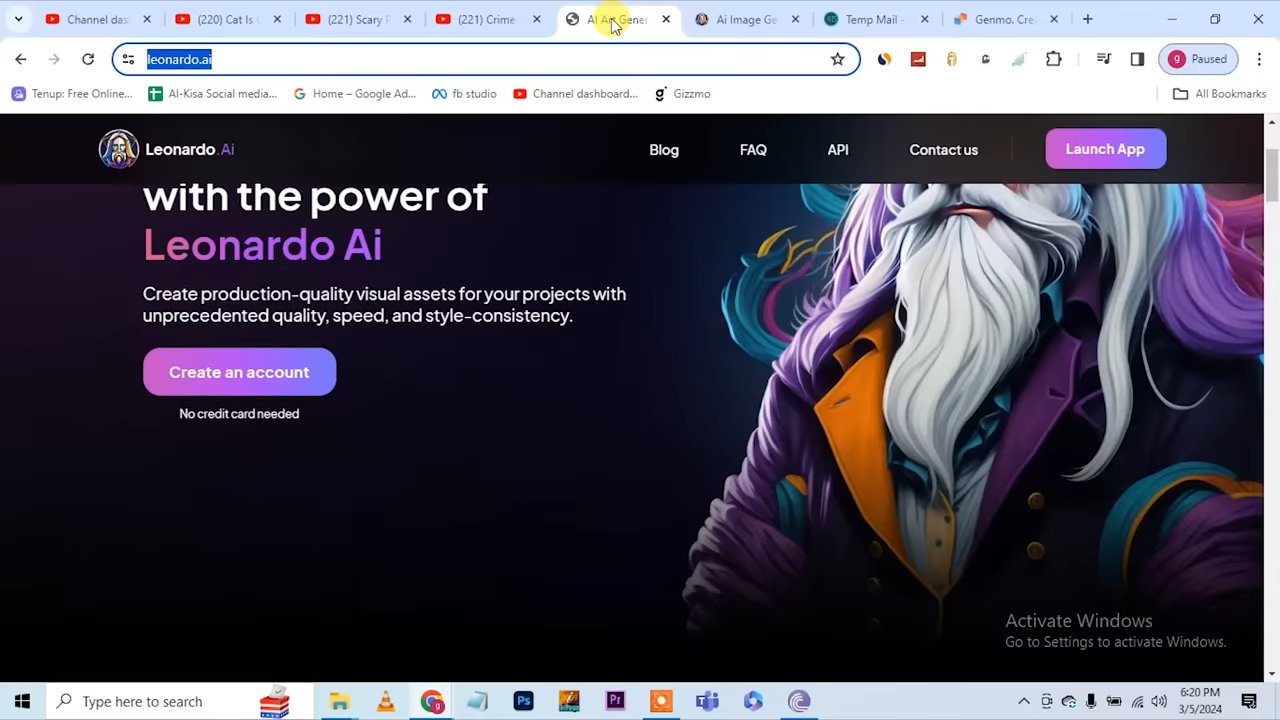 Channel das
(220) Cat Is
(221) Scary P
(221) Crime
AI Art Gener
Ai Image Ge
Temp Mail -
Genmo. Cre
leonardo.ai
g Paused
Tenup: Free Online...
AI-Kisa Social media...
Home – Google Ad...
fb studio
Channel dashboard...
Gizzmo
All Bookmarks
Leonardo.Ai
Blog
FAQ
API
Contact us
Launch App
with the power of
Leonardo Ai
Create production-quality visual assets for your projects with
unprecedented quality, speed, and style-consistency.
Create an account
No credit card needed
Activate Windows
Go to Settings to activate Windows.
Type here to search
Ps
Pr
6:20 PM
3/5/2024